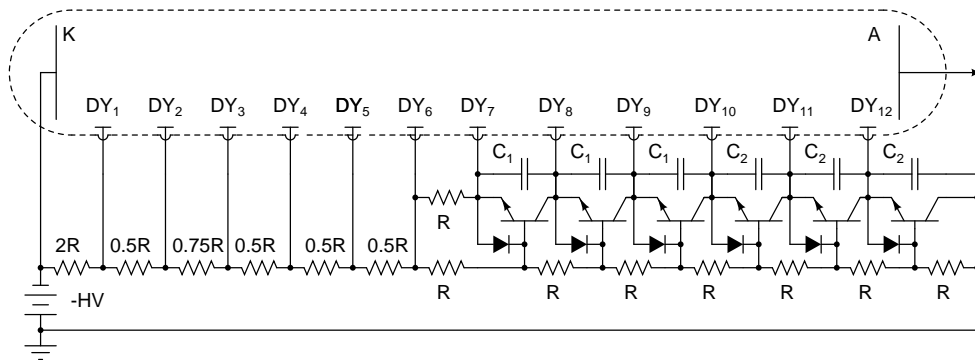 K A
DY1 DY2 DY3 DY4 DY5 DY6 DY7 DY8 DY9 DY10 DY11 DY12
C1 C1 C1 C2 C2 C2
R
2R 0.5R 0.75R 0.5R 0.5R 0.5R
R R R R R R R
-HV